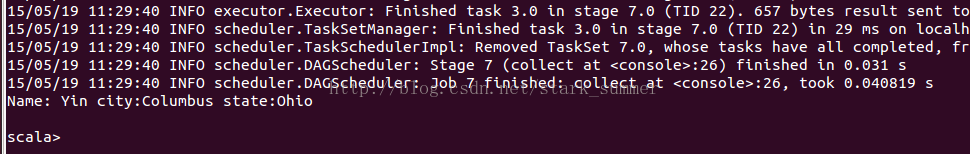 15/05/19 11:29:40 INFO executor.Executor: Finished task 3.0 in stage 7.0 (TID 22). 657 bytes result sent to
15/05/19 11:29:40 INFO scheduler.TaskSetManager: Finished task 3.0 in stage 7.0 (TID 22) in 29 ms on localh
15/05/19 11:29:40 INFO scheduler.TaskSchedulerImpl: Removed TaskSet 7.0, whose tasks have all completed, fr
15/05/19 11:29:40 INFO scheduler.DAGScheduler: Stage 7 (collect at <console>:26) finished in 0.031 s
15/05/19 11:29:40 INFO scheduler.DAGScheduler: Job 7 finished: collect at <console>:26, took 0.040819 s
http://blog.csdn.net/stark_summer
Name: Yin city:Columbus state:Ohio
scala>